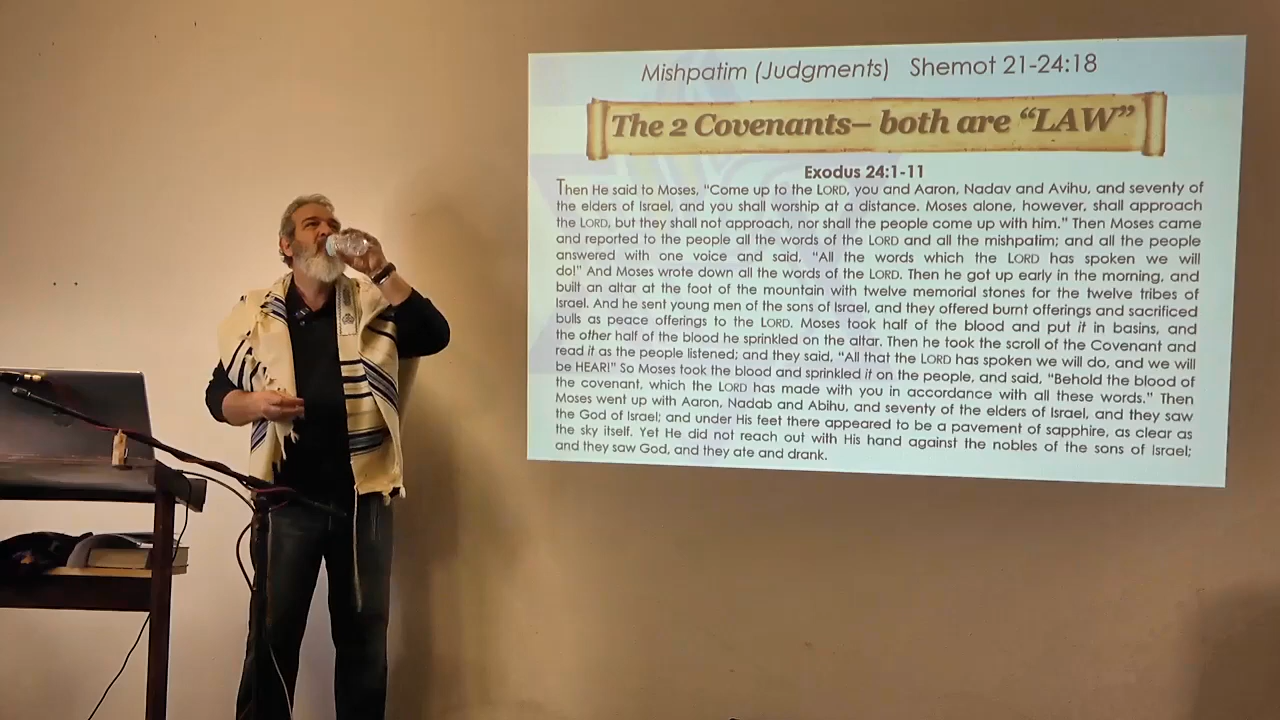 Mishpatim (Judgments) Shemot 21-24:18
The 2 Covenants– both are “LAW”
Exodus 24:1-11
Then He said to Moses, “Come up to the LORD, you and Aaron, Nadav and Avihu, and seventy of
the elders of Israel, and you shall worship at a distance. Moses alone, however, shall approach
the LORD, but they shall not approach, nor shall the people come up with him.” Then Moses came
and reported to the people all the words of the LORD and all the mishpatim; and all the people
answered with one voice and said, “All the words which the LORD has spoken we will
do!” And Moses wrote down all the words of the LORD. Then he got up early in the morning, and
built an altar at the foot of the mountain with twelve memorial stones for the twelve tribes of
Israel. And he sent young men of the sons of Israel, and they offered burnt offerings and sacrificed
bulls as peace offerings to the LORD. Moses took half of the blood and put it in basins, and
the other half of the blood he sprinkled on the altar. Then he took the scroll of the Covenant and
read it as the people listened; and they said, “All that the LORD has spoken we will do, and we will
be HEAR!” So Moses took the blood and sprinkled it on the people, and said, “Behold the blood of
the covenant, which the LORD has made with you in accordance with all these words.” Then
Moses went up with Aaron, Nadab and Abihu, and seventy of the elders of Israel, and they saw
the God of Israel; and under His feet there appeared to be a pavement of sapphire, as clear as
the sky itself. Yet He did not reach out with His hand against the nobles of the sons of Israel;
and they saw God, and they ate and drank.